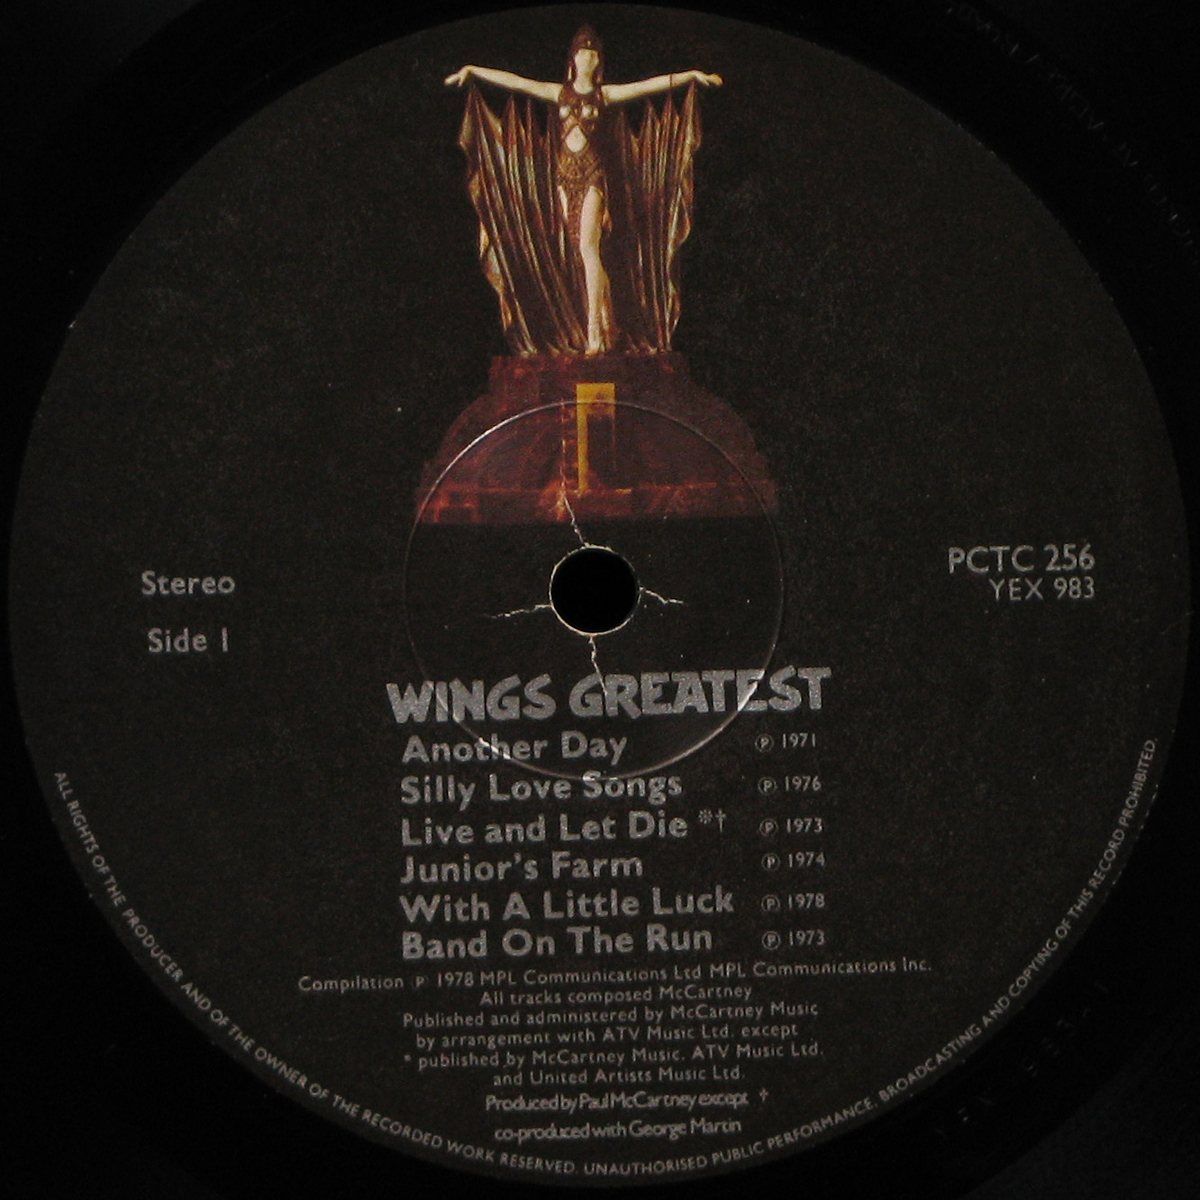 Stereo
Side 1
PCTC 256
YEX 983
WINGS GREATEST
Another Day ℗ 1971
Silly Love Songs ℗ 1976
Live and Let Die *† ℗ 1973
Junior's Farm ℗ 1974
With A Little Luck ℗ 1978
Band On The Run ℗ 1973
Compilation ℗ 1978 MPL Communications Ltd MPL Communications Inc.
All tracks composed McCartney
Published and administered by McCartney Music
by arrangement with ATV Music Ltd. except
* published by McCartney Music. ATV Music Ltd.
and United Artists Music Ltd.
Produced by Paul McCartney except †
co-produced with George Martin
ALL RIGHTS OF THE PRODUCER AND OF THE OWNER OF THE RECORDED WORK RESERVED. UNAUTHORISED PUBLIC PERFORMANCE, BROADCASTING AND COPYING OF THIS RECORD PROHIBITED.